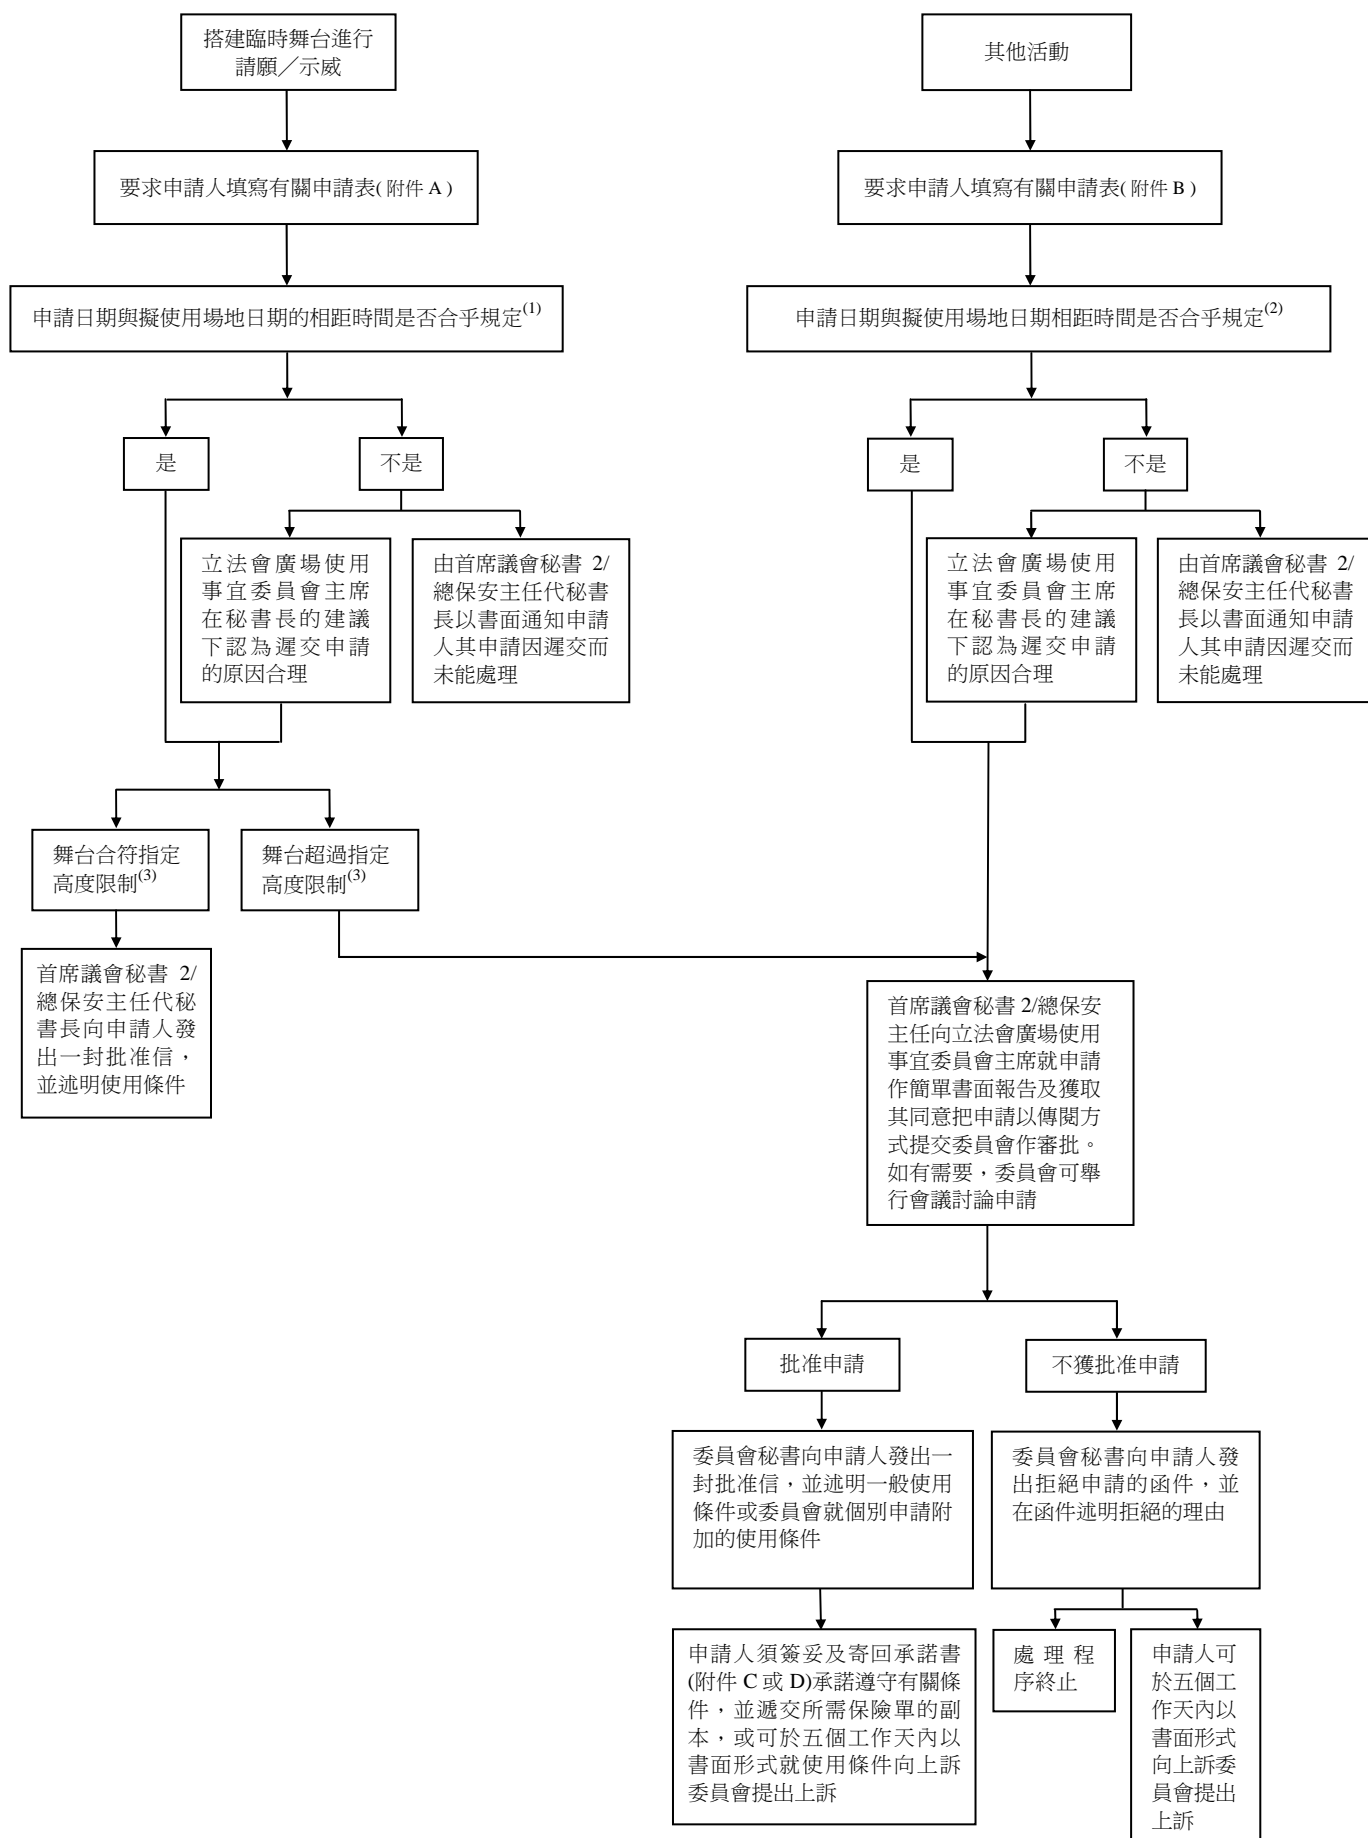 搭建臨時舞台進行
請願／示威
其他活動
要求申請人填寫有關申請表( 附件 A )
要求申請人填寫有關申請表( 附件 B )
申請日期與擬使用場地日期的相距時間是否合乎規定(1)
申請日期與擬使用場地日期相距時間是否合乎規定(2)
是
不是
是
不是
立法會廣場使用
事宜委員會主席
在秘書長的建議
下認為遲交申請
的原因合理
由首席議會秘書 2/
總保安主任代秘書
長以書面通知申請
人其申請因遲交而
未能處理
立法會廣場使用
事宜委員會主席
在秘書長的建議
下認為遲交申請
的原因合理
由首席議會秘書 2/
總保安主任代秘書
長以書面通知申請
人其申請因遲交而
未能處理
舞台合符指定
高度限制(3)
舞台超過指定
高度限制(3)
首席議會秘書 2/
總保安主任代秘
書長向申請人發
出一封批准信，
並述明使用條件
首席議會秘書 2/總保安
主任向立法會廣場使用
事宜委員會主席就申請
作簡單書面報告及獲取
其同意把申請以傳閱方
式提交委員會作審批。
如有需要，委員會可舉
行會議討論申請
批准申請
不獲批准申請
委員會秘書向申請人發出一
封批准信，並述明一般使用
條件或委員會就個別申請附
加的使用條件
委員會秘書向申請人發
出拒絕申請的函件，並
在函件述明拒絕的理由
申請人須簽妥及寄回承諾書
(附件 C 或 D)承諾遵守有關條
件，並遞交所需保險單的副
本，或可於五個工作天內以
書面形式就使用條件向上訴
委員會提出上訴
處理程
序終止
申請人可
於五個工
作天內以
書面形式
向上訴委
員會提出
上訴